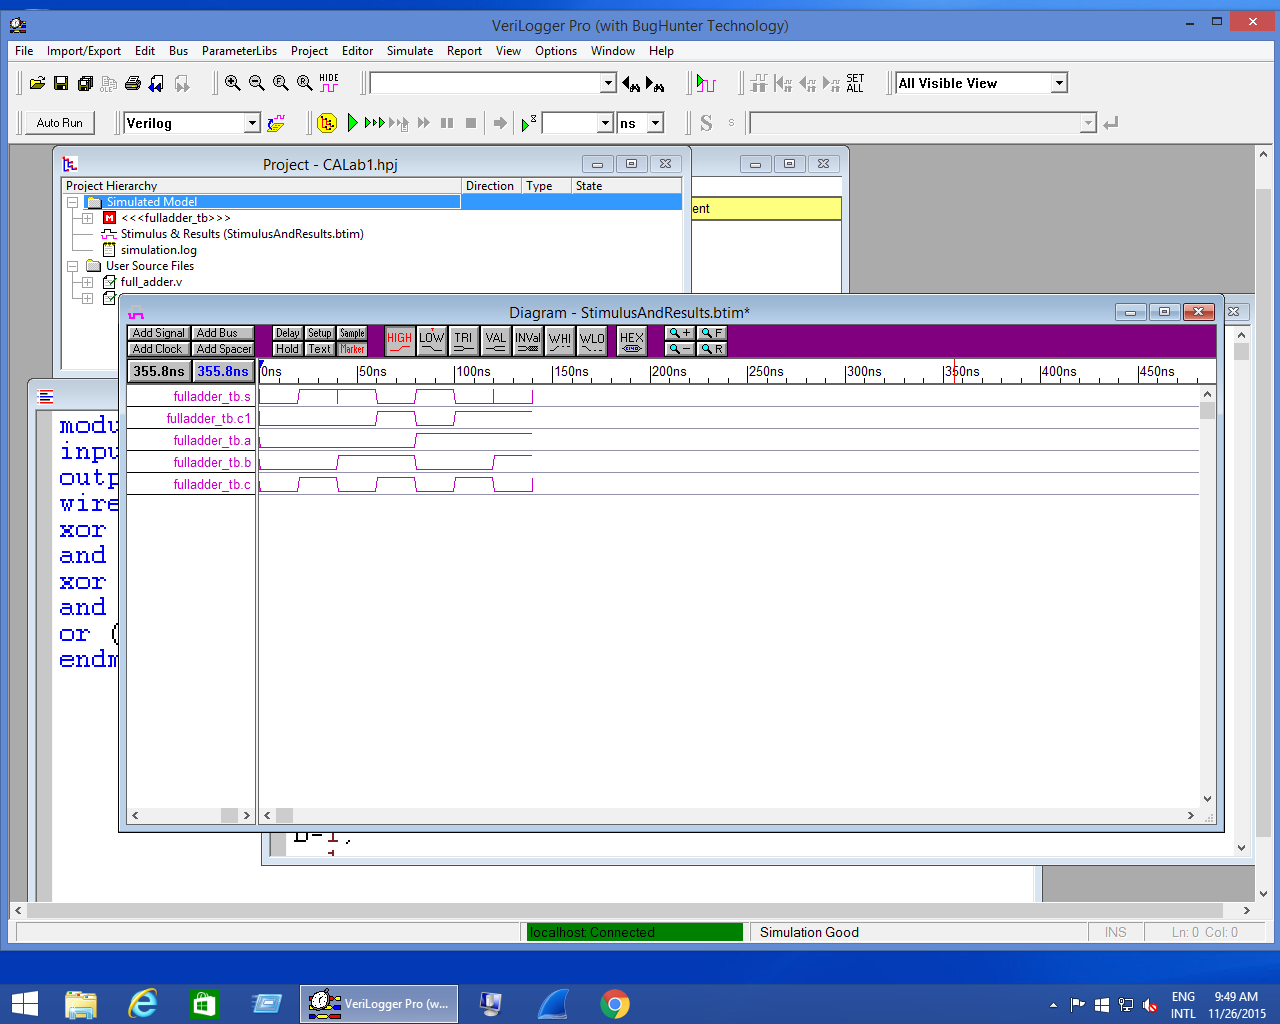 VeriLogger Pro (with BugHunter Technology)
File Import/Export Edit Bus ParameterLibs Project Editor Simulate Report View Options Window Help
HIDE
SET ALL
All Visible View
Auto Run
Verilog
ns
S s
Project - CALab1.hpj
Project Hierarchy Direction Type State
Simulated Model
M <<<fulladder_tb>>>
Stimulus & Results (StimulusAndResults.btim)
simulation.log
User Source Files
full_adder.v
ent
Diagram - StimulusAndResults.btim*
Add Signal Add Bus Delay Setup Sample HIGH LOW TRI VAL INVal WHI WLO HEX + F
Add Clock Add Spacer Hold Text Marker - R
355.8ns 355.8ns 0ns 50ns 100ns 150ns 200ns 250ns 300ns 350ns 400ns 450ns
fulladder_tb.s
fulladder_tb.c1
fulladder_tb.a
fulladder_tb.b
fulladder_tb.c
modu
inpu
outp
wire
xor
and
xor
and
or (
endm
localhost: Connected
Simulation Good
INS
Ln: 0 Col: 0
VeriLogger Pro (w...
ENG
INTL
9:49 AM
11/26/2015